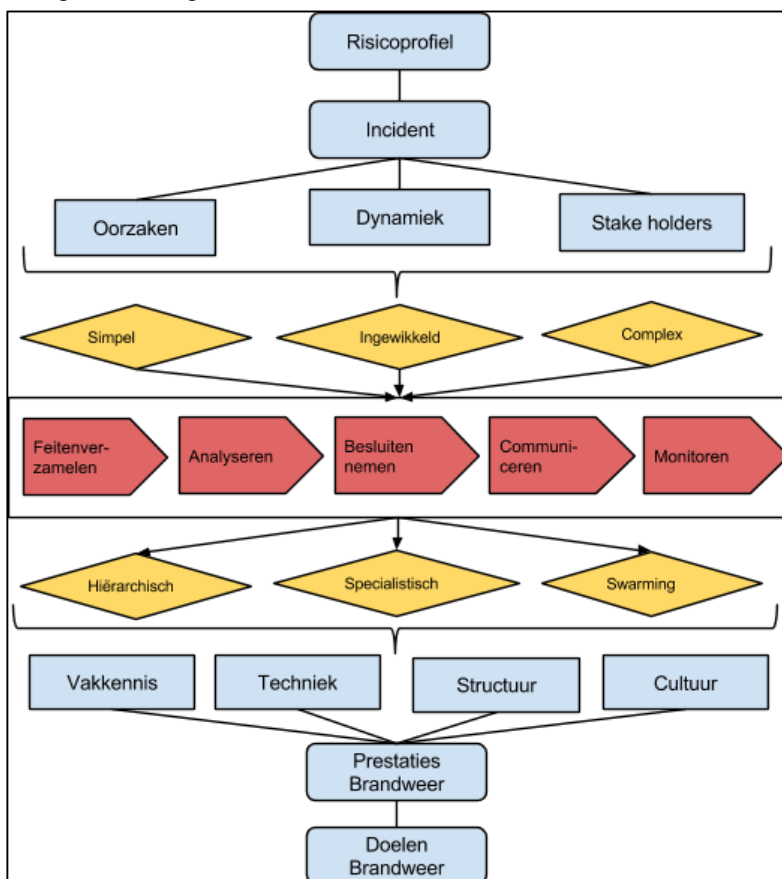 Risicoprofiel
Incident
Oorzaken
Dynamiek
Stake holders
Simpel
Ingewikkeld
Complex
Feitenver-
zamelen
Analyseren
Besluiten
nemen
Communi-
ceren
Monitoren
Hiërarchisch
Specialistisch
Swarming
Vakkennis
Techniek
Structuur
Cultuur
Prestaties
Brandweer
Doelen
Brandweer